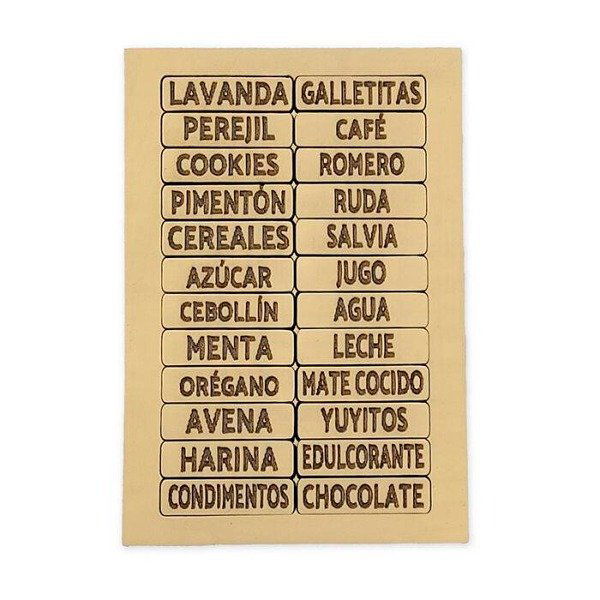 LAVANDA GALLETITAS
PEREJIL CAFÉ
COOKIES ROMERO
PIMENTÓN RUDA
CEREALES SALVIA
AZÚCAR JUGO
CEBOLLÍN AGUA
MENTA LECHE
ORÉGANO MATE COCIDO
AVENA YUYITOS
HARINA EDULCORANTE
CONDIMENTOS CHOCOLATE